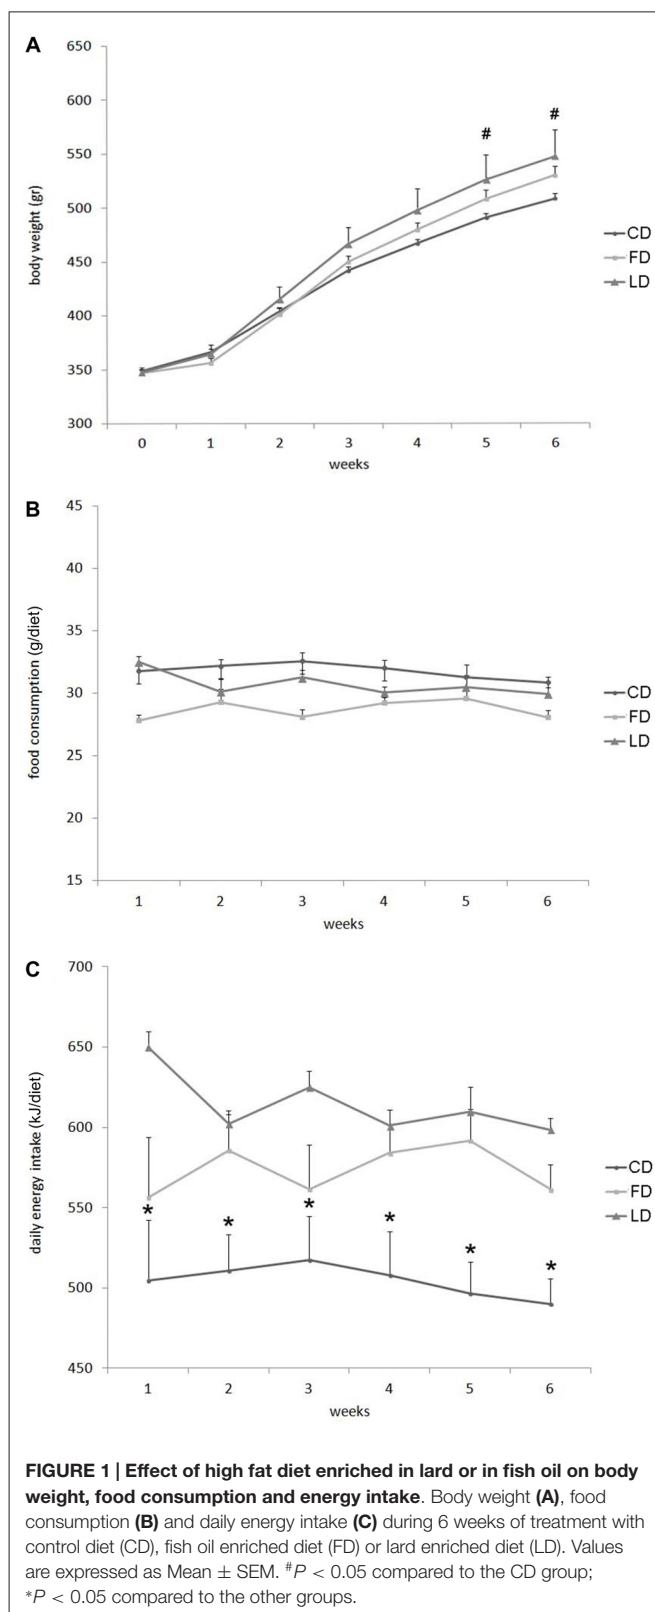 A
650
600
550
500
450
400
350
300
body weight (gr)
# #
CD
FD
LD
0 1 2 3 4 5 6
weeks
B
45
40
35
30
25
20
15
food consumption (g/diet)
CD
FD
LD
1 2 3 4 5 6
weeks
C
700
650
600
550
500
450
daily energy intake (kJ/diet)
* * * * * *
CD
FD
LD
1 2 3 4 5 6
weeks
FIGURE 1 | Effect of high fat diet enriched in lard or in fish oil on body
weight, food consumption and energy intake. Body weight (A), food
consumption (B) and daily energy intake (C) during 6 weeks of treatment with
control diet (CD), fish oil enriched diet (FD) or lard enriched diet (LD). Values
are expressed as Mean ± SEM. #P < 0.05 compared to the CD group;
*P < 0.05 compared to the other groups.